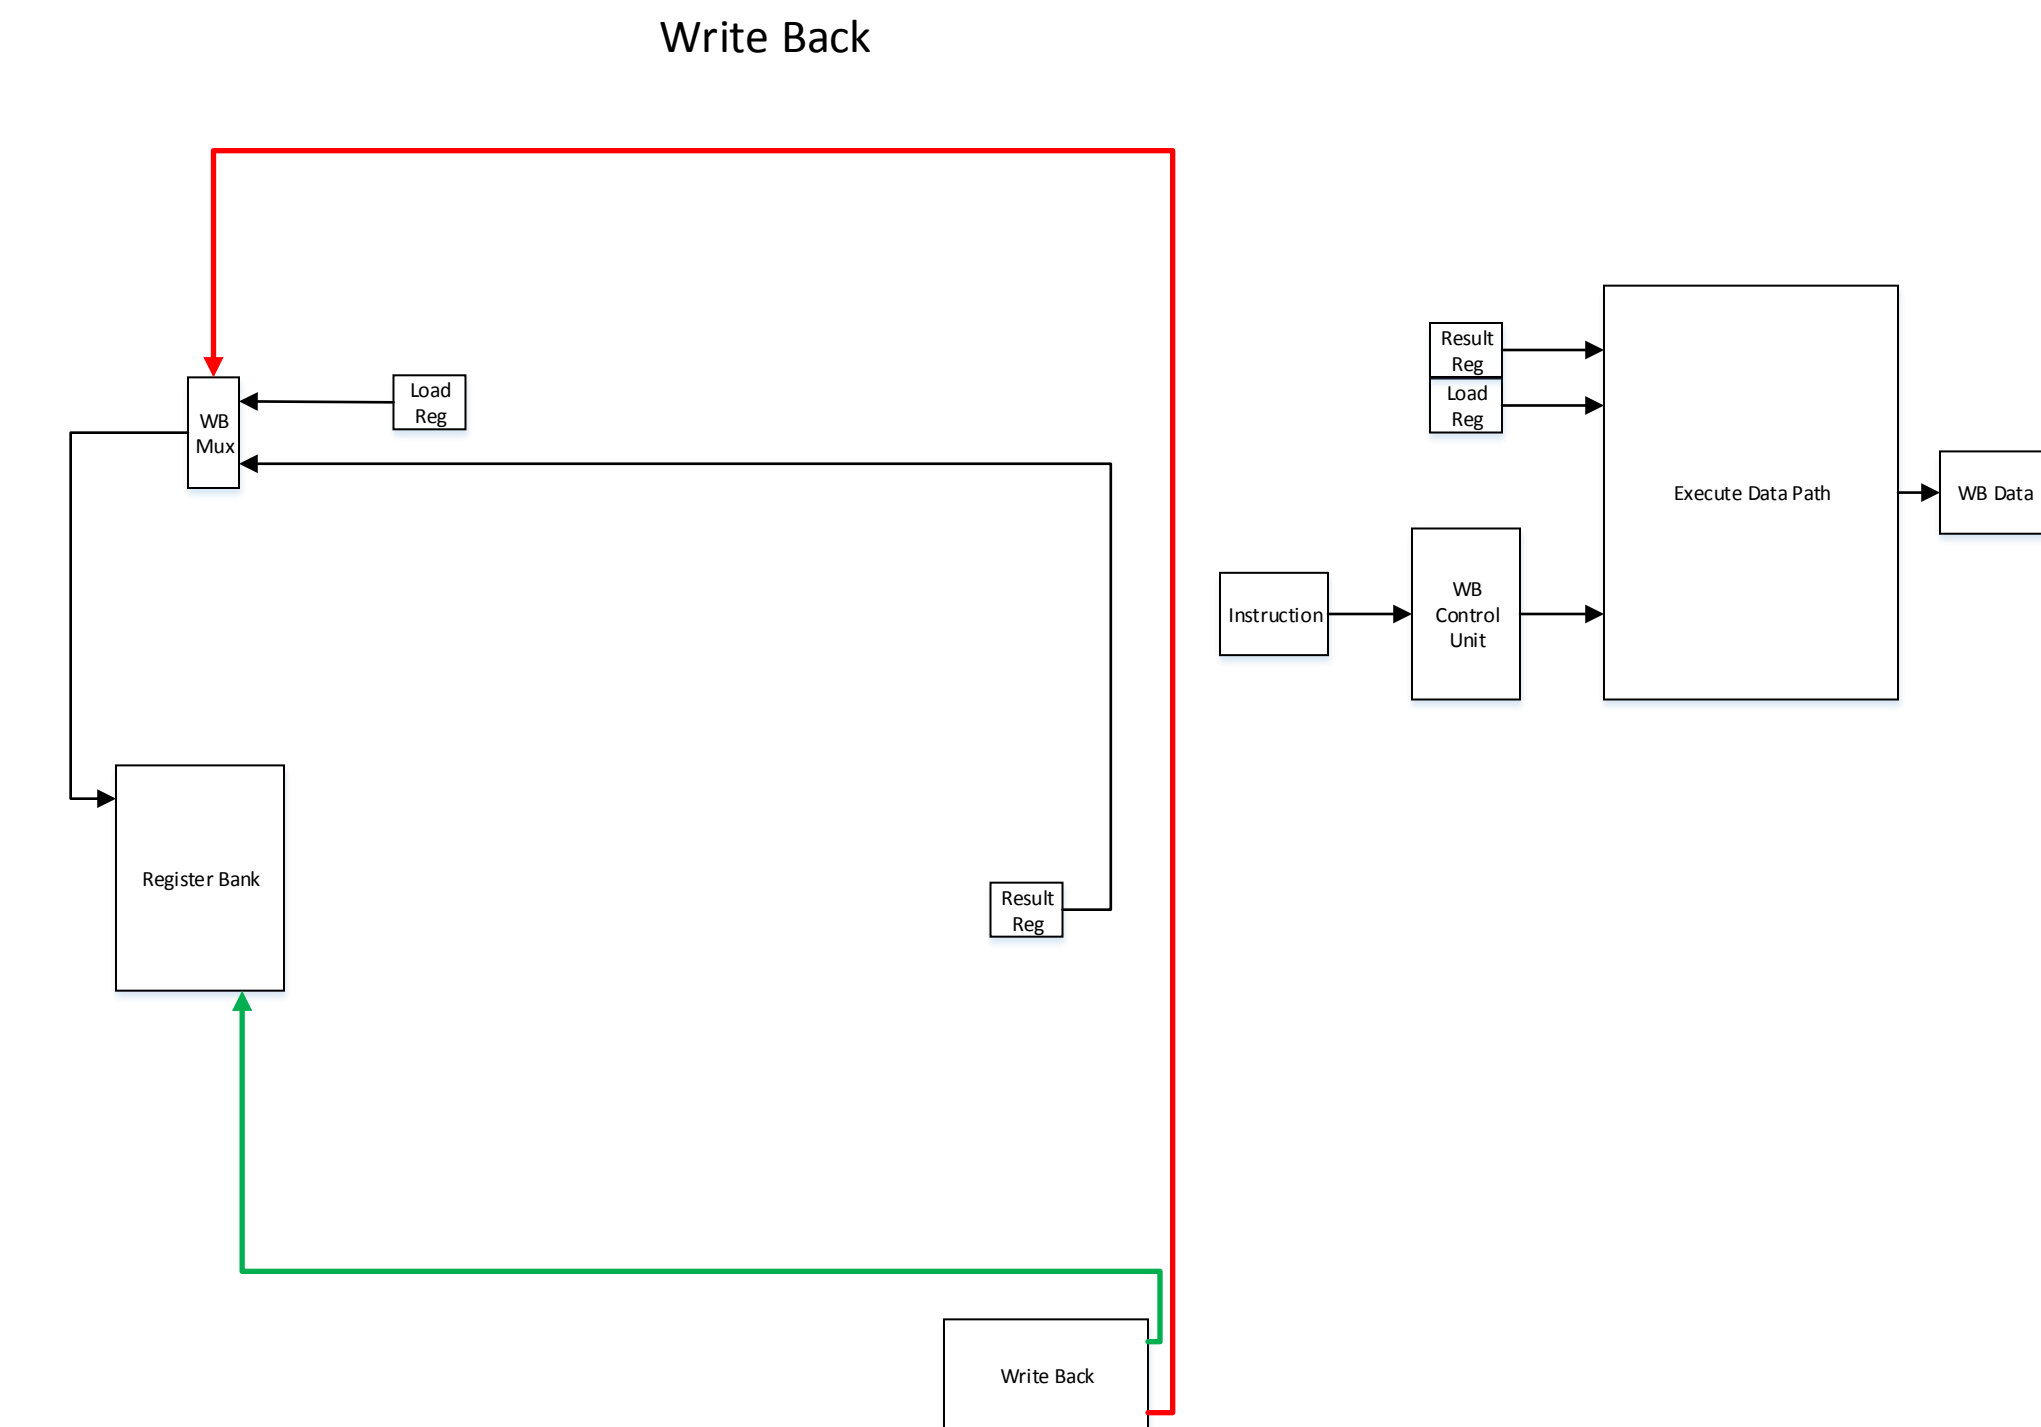 Write Back
Result
Reg
Load
Reg
Load
Reg
WB
Mux
Execute Data Path
WB Data
WB
Control
Unit
Instruction
Register Bank
Result
Reg
Write Back